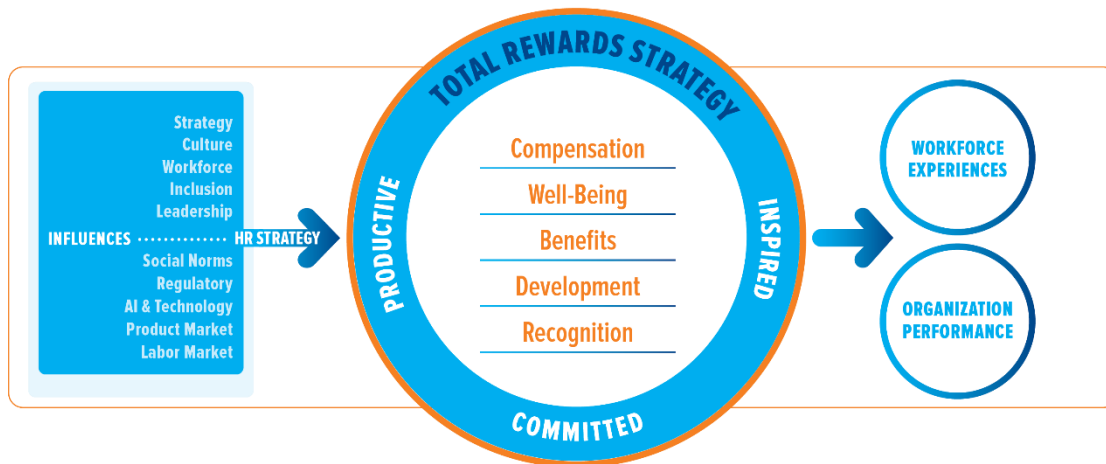 Strategy
Culture
Workforce
Inclusion
Leadership
INFLUENCES HR STRATEGY
Social Norms
Regulatory
AI & Technology
Product Market
Labor Market
TOTAL REWARDS STRATEGY
PRODUCTIVE
Compensation
Well-Being
Benefits
Development
Recognition
INSPIRED
COMMITTED
WORKFORCE
EXPERIENCES
ORGANIZATION
PERFORMANCE